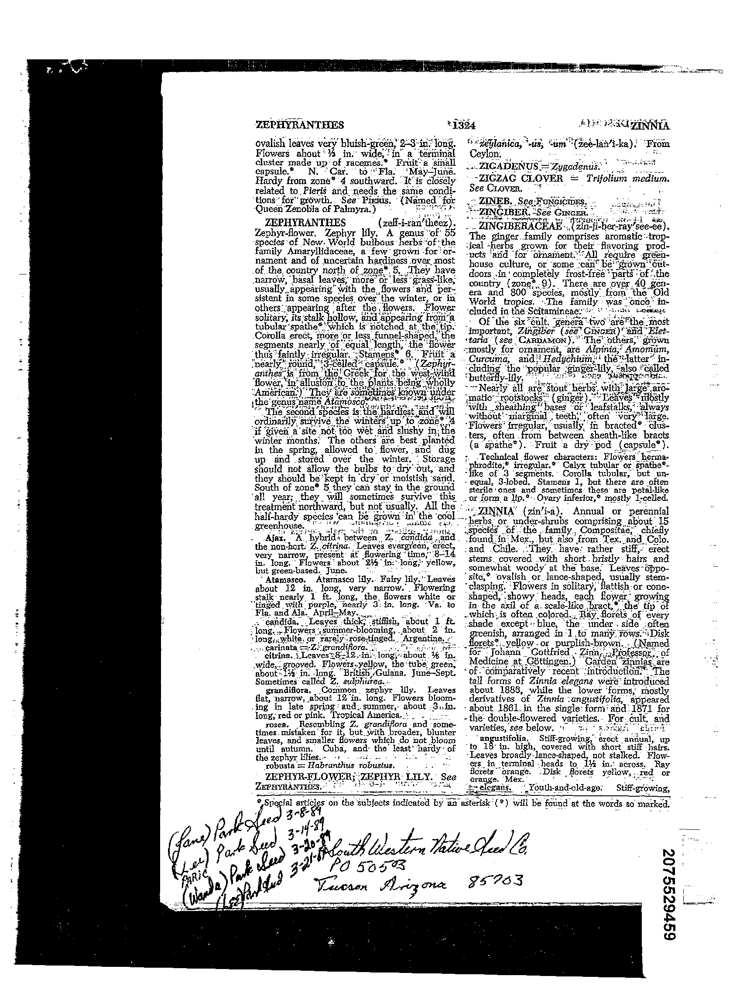 ZEPHYRANTHES 1324 ZINNIA
ovalish leaves very bluish-green, 2-3 in. long.
Flowers about ½ in. wide, in a terminal
cluster made up of racemes.* Fruit a small
capsule.* N. Car. to Fla. May-June.
Hardy from zone* 4 southward. It is closely
related to Pieris and needs the same condi-
tions for growth. See PIERIS. (Named for
Queen Zenobia of Palmyra.)
ZEPHYRANTHES (zeff-i-ran'theez).
Zephyr-flower. Zephyr lily. A genus of 55
species of New World bulbous herbs of the
family Amaryllidaceae, a few grown for or-
nament and of uncertain hardiness over most
of the country north of zone* 5. They have
narrow, basal leaves, more or less grass-like,
usually appearing with the flowers and per-
sistent in some species over the winter, or in
others appearing after the flowers. Flower
solitary, its stalk hollow, and appearing from a
tubular spathe* which is notched at the tip.
Corolla erect, more or less funnel-shaped, the
segments nearly of equal length, the flower
thus faintly irregular. Stamens* 6. Fruit a
nearly round, 3-celled capsule.* (Zephyr-
anthes is from the Greek for the west-wind
flower, in allusion to the plants being wholly
American.) They are sometimes known under
the genus name Atamosco.
The second species is the hardiest and will
ordinarily survive the winters up to zone* 4
if given a site not too wet and slushy in the
winter months. The others are best planted
in the spring, allowed to flower, and dug
up and stored over the winter. Storage
should not allow the bulbs to dry out, and
they should be kept in dry or moistish sand.
South of zone* 5 they can stay in the ground
all year; they will sometimes survive this
treatment northward, but not usually. All the
half-hardy species can be grown in the cool
greenhouse.
Ajax. A hybrid between Z. candida and
the non-hort. Z. citrina. Leaves evergreen, erect,
very narrow, present at flowering time, 8-14
in. long. Flowers about 2½ in. long, yellow,
but green-based. June.
Atamasco. Atamasco lily. Fairy lily. Leaves
about 12 in. long, very narrow. Flowering
stalk nearly 1 ft. long, the flowers white or
tinged with purple, nearly 3 in. long. Va. to
Fla. and Ala. April-May.
candida. Leaves thick, stiffish, about 1 ft.
long. Flowers summer-blooming, about 2 in.
long, white or rarely rose-tinged. Argentine.
carinata = Z. grandiflora.
citrina. Leaves 8-12 in. long, about ⅙ in.
wide, grooved. Flowers yellow, the tube green,
about 1½ in. long. British Guiana. June-Sept.
Sometimes called Z. sulphurea.
grandiflora. Common zephyr lily. Leaves
flat, narrow, about 12 in. long. Flowers bloom-
ing in late spring and summer, about 3 in.
long, red or pink. Tropical America.
rosea. Resembling Z. grandiflora and some-
times mistaken for it, but with broader, blunter
leaves, and smaller flowers which do not bloom
until autumn. Cuba, and the least hardy of
the zephyr lilies.
robusta = Habranthus robustus.
ZEPHYR-FLOWER; ZEPHYR LILY. See
ZEPHYRANTHES.
zeylanica, -us, -um (zee-lan'i-ka). From
Ceylon.
ZIGADENUS = Zygadenus.
ZIGZAG CLOVER = Trifolium medium.
See CLOVER.
ZINEB. See FUNGICIDES.
ZINGIBER. See GINGER.
ZINGIBERACEAE (zin-ji-ber-ray'see-ee).
The ginger family comprises aromatic trop-
ical herbs grown for their flavoring prod-
ucts and for ornament. All require green-
house culture, or some can be grown out-
doors in completely frost-free parts of the
country (zone* 9). There are over 40 gen-
era and 800 species, mostly from the Old
World tropics. The family was once in-
cluded in the Scitamineae.
Of the six cult. genera two are the most
important, Zingiber (see GINGER) and Elet-
taria (see CARDAMON). The others, grown
mostly for ornament, are Alpinia, Amomum,
Curcuma, and Hedychium, the latter in-
cluding the popular ginger-lily, also called
butterfly-lily.
Nearly all are stout herbs with large aro-
matic rootstocks (ginger). Leaves mostly
with sheathing bases or leafstalks, always
without marginal teeth, often very large.
Flowers irregular, usually in bracted* clus-
ters, often from between sheath-like bracts
(a spathe*). Fruit a dry pod (capsule*).
Technical flower characters: Flowers herma-
phrodite,* irregular.* Calyx tubular or spathe*-
like of 3 segments. Corolla tubular, but un-
equal, 3-lobed. Stamens 1, but there are often
sterile ones and sometimes these are petal-like
or form a lip.* Ovary inferior,* mostly 1-celled.
ZINNIA (zin'i-a). Annual or perennial
herbs or under-shrubs comprising about 15
species of the family Compositae, chiefly
found in Mex., but also from Tex. and Colo.
and Chile. They have rather stiff, erect
stems covered with short bristly hairs and
somewhat woody at the base. Leaves oppo-
site,* ovalish or lance-shaped, usually stem-
clasping. Flowers in solitary, flattish or cone-
shaped, showy heads, each flower growing
in the axil of a scale-like bract,* the tip of
which is often colored. Ray florets of every
shade except blue, the under side often
greenish, arranged in 1 to many rows. Disk
florets* yellow or purplish-brown. (Named
for Johann Gottfried Zinn, Professor of
Medicine at Göttingen.) Garden zinnias are
of comparatively recent introduction. The
tall forms of Zinnia elegans were introduced
about 1886, while the lower forms, mostly
derivatives of Zinnia angustifolia, appeared
about 1861 in the single form and 1871 for
the double-flowered varieties. For cult. and
varieties, see below.
angustifolia. Stiff-growing, erect annual, up
to 18 in. high, covered with short stiff hairs.
Leaves broadly lance-shaped, not stalked. Flow-
ers in terminal heads to 1½ in. across. Ray
florets orange. Disk florets yellow, red or
orange. Mex.
elegans. Youth-and-old-age. Stiff-growing,
* Special articles on the subjects indicated by an asterisk (*) will be found at the words so marked.
(Jane) Park Seed 3-8-89
(Lee) Park Seed 3-14-89
(Wanda) Park Seed 3-20-89
(Lee) Park Seed 3-21-89
South Western Native Seed Co.
PO 50503
Tucson Arizona 85703
2075529459